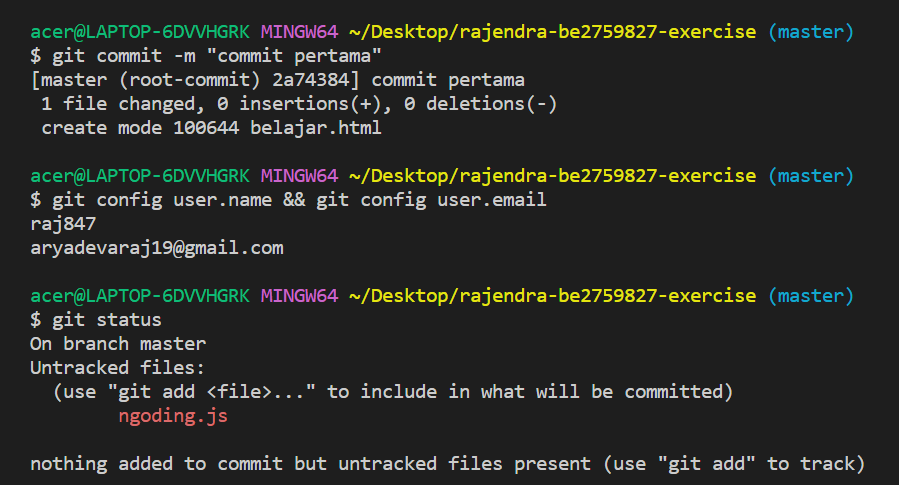 acer@LAPTOP-6DVVHGRK MINGW64 ~/Desktop/rajendra-be2759827-exercise (master)
$ git commit -m "commit pertama"
[master (root-commit) 2a74384] commit pertama
 1 file changed, 0 insertions(+), 0 deletions(-)
 create mode 100644 belajar.html
acer@LAPTOP-6DVVHGRK MINGW64 ~/Desktop/rajendra-be2759827-exercise (master)
$ git config user.name && git config user.email
raj847
aryadevaraj19@gmail.com
acer@LAPTOP-6DVVHGRK MINGW64 ~/Desktop/rajendra-be2759827-exercise (master)
$ git status
On branch master
Untracked files:
  (use "git add <file>..." to include in what will be committed)
        ngoding.js
nothing added to commit but untracked files present (use "git add" to track)